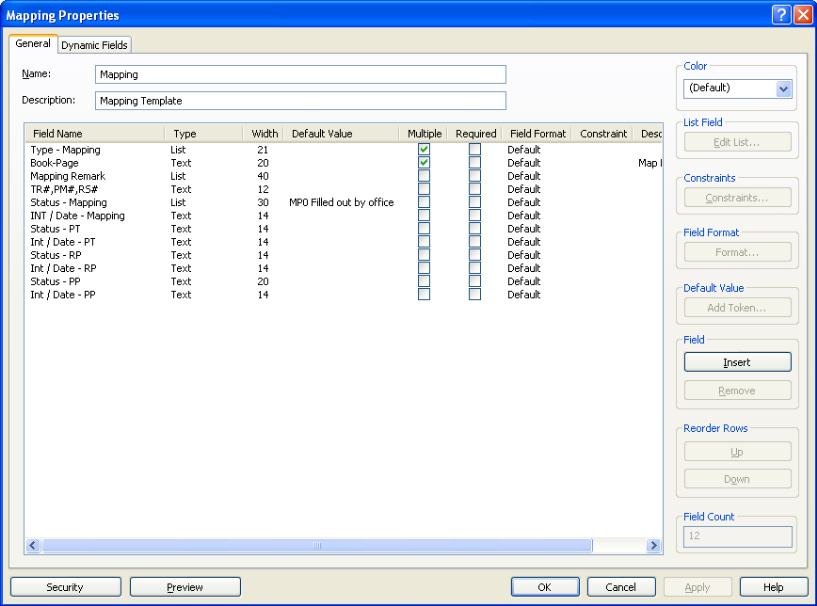 Mapping Properties
General Dynamic Fields
Name: Mapping
Description: Mapping Template
Field Name Type Width Default Value Multiple Required Field Format Constraint Desc
Type - Mapping List 21 Default
Book-Page Text 20 Default Map
Mapping Remark List 40 Default
TR#,PM#,RS# Text 12 Default
Status - Mapping List 30 MP0 Filled out by office Default
INT / Date - Mapping Text 14 Default
Status - PT Text 14 Default
Int / Date - PT Text 14 Default
Status - RP Text 14 Default
Int / Date - RP Text 14 Default
Status - PP Text 20 Default
Int / Date - PP Text 14 Default
Color
(Default)
List Field
Edit List...
Constraints
Constraints...
Field Format
Format...
Default Value
Add Token...
Field
Insert
Remove
Reorder Rows
Up
Down
Field Count
12
Security Preview OK Cancel Apply Help